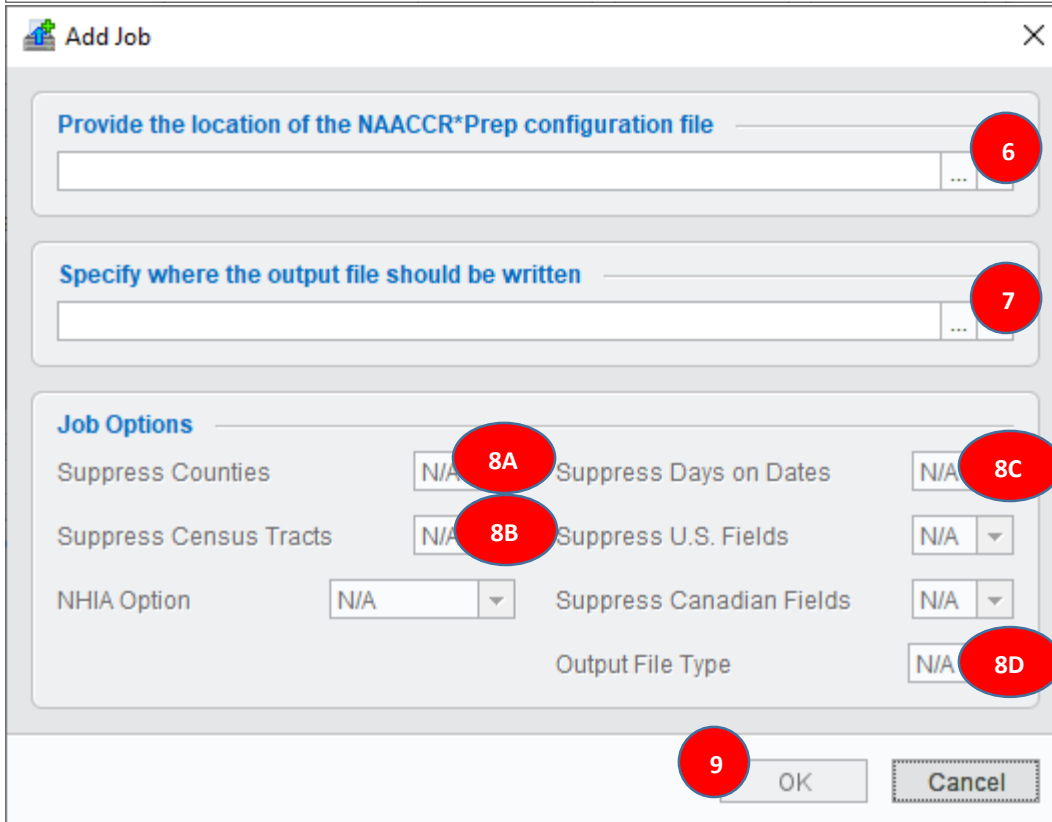 Add Job
Provide the location of the NAACCR*Prep configuration file
6
...
Specify where the output file should be written
7
...
Job Options
Suppress Counties N/A 8A Suppress Days on Dates N/A 8C
Suppress Census Tracts N/A 8B Suppress U.S. Fields N/A
NHIA Option N/A Suppress Canadian Fields N/A
Output File Type N/A 8D
9 OK Cancel